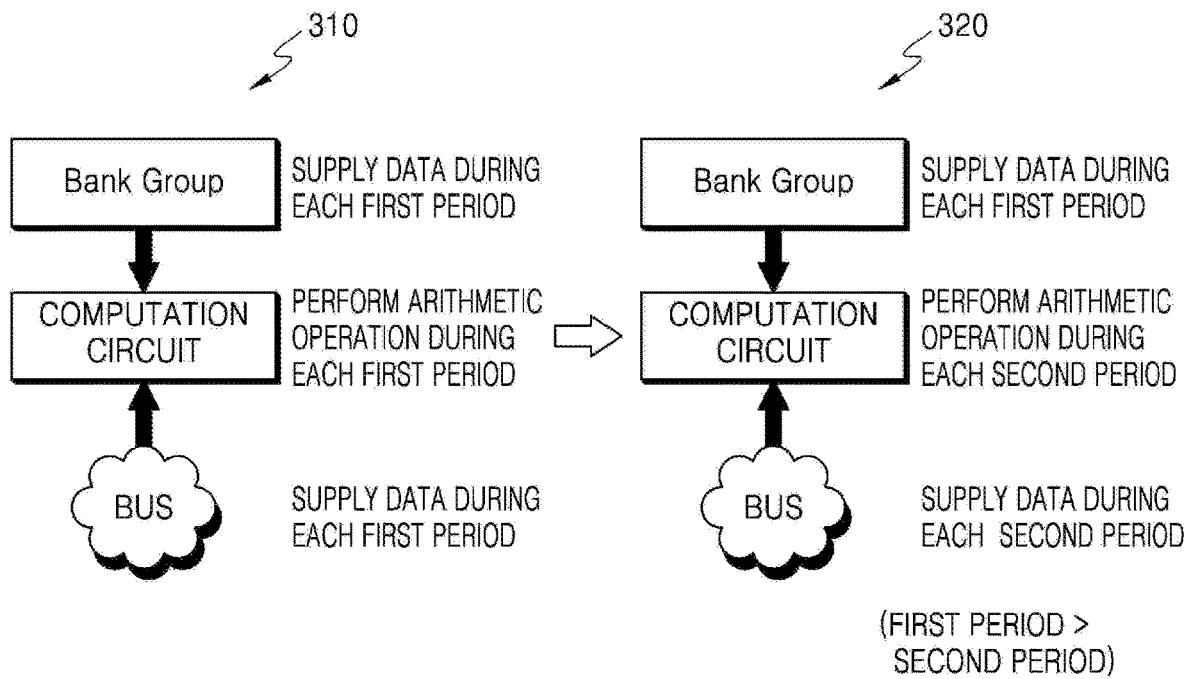 310
Bank Group
SUPPLY DATA DURING
EACH FIRST PERIOD
COMPUTATION
CIRCUIT
PERFORM ARITHMETIC
OPERATION DURING
EACH FIRST PERIOD
BUS
SUPPLY DATA DURING
EACH FIRST PERIOD
320
Bank Group
SUPPLY DATA DURING
EACH FIRST PERIOD
COMPUTATION
CIRCUIT
PERFORM ARITHMETIC
OPERATION DURING
EACH SECOND PERIOD
BUS
SUPPLY DATA DURING
EACH SECOND PERIOD
(FIRST PERIOD >
SECOND PERIOD)